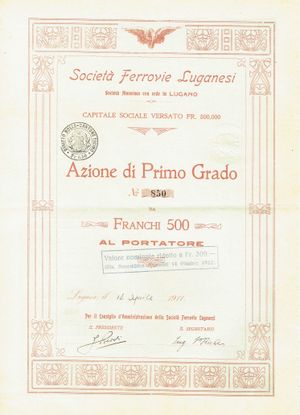 Società Ferrovie Luganesi
Società Anonima con sede in LUGANO
CAPITALE SOCIALE VERSATO FR. 500,000
Azione di Primo Grado
№ 850
DA
FRANCHI 500
AL PORTATORE
Valore nominale ridotto a Fr. 200.—
Lugano, il 14 Aprile 1911.
Per il Consiglio d'Amministrazione della Società Ferrovie Luganesi
IL PRESIDENTE
IL SEGRETARIO